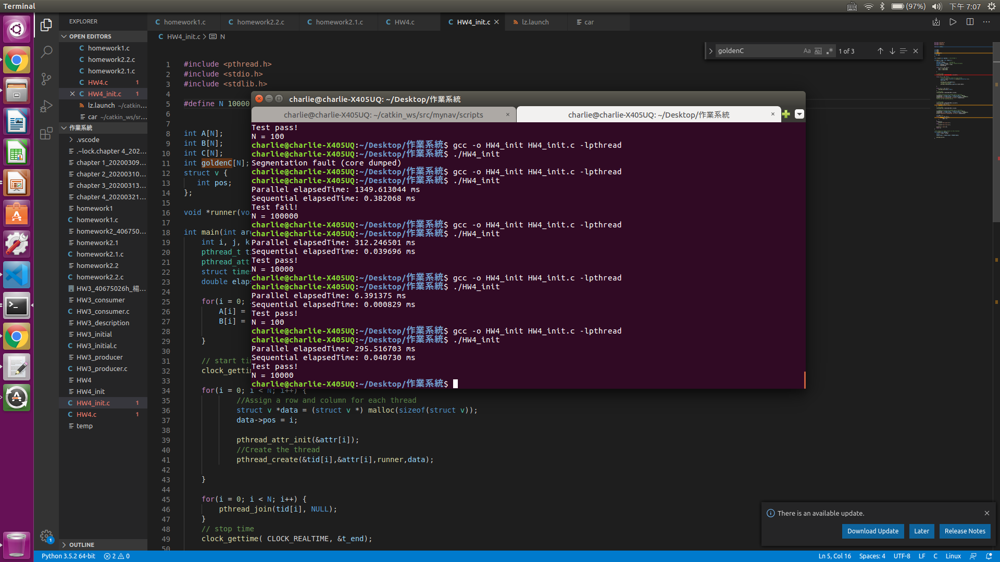 Terminal
(97%)
下午 7:07
EXPLORER
OPEN EDITORS
homework1.c
homework2.2.c
homework2.1.c
HW4.c 1
HW4_init.c 1
lz.launch ~/catkin...
car ~/catkin_ws/sr...
作業系統
.vscode
.~lock.chapter 4_202...
chapter 1_20200309...
chapter 2_20200310...
chapter 3_20200313...
chapter 4_20200321...
homework1
homework1.c
homework2_406750...
homework2.1
homework2.1.c
homework2.2
homework2.2.c
HW3_40675026h_楊...
HW3_consumer
HW3_consumer.c
HW3_description
HW3_initial
HW3_initial.c
HW3_producer
HW3_producer.c
HW4
HW4_init
HW4_init.c 1
HW4.c 1
temp
OUTLINE
homework1.c
homework2.2.c
homework2.1.c
HW4.c
HW4_init.c
lz.launch
car
HW4_init.c > N
goldenC
Aa Abl .*
1 of 3
1 #include <pthread.h>
2 #include <stdio.h>
3 #include <stdlib.h>
4
5 #define N 10000
6
7
8 int A[N];
9 int B[N];
10 int C[N];
11 int goldenC[N];
12 struct v {
13 int pos;
14 };
15
16 void *runner(vo
17
18 int main(int ar
19 int i, j, k
20 pthread_t t
21 pthread_att
22 struct time
23 double elap
24
25 for(i = 0;
26 A[i] =
27 B[i] =
28
29 }
30
31 // start ti
32 clock_getti
33
34 for(i = 0; i < N; i++) {
35 //Assign a row and column for each thread
36 struct v *data = (struct v *) malloc(sizeof(struct v));
37 data->pos = i;
38
39 pthread_attr_init(&attr[i]);
40 //Create the thread
41 pthread_create(&tid[i],&attr[i],runner,data);
42
43 }
44
45 for(i = 0; i < N; i++) {
46 pthread_join(tid[i], NULL);
47 }
48 // stop time
49 clock_gettime( CLOCK_REALTIME, &t_end);
50
charlie@charlie-X405UQ: ~/Desktop/作業系統
charlie@charlie-X405UQ: ~/catkin_ws/src/mynav/scripts
charlie@charlie-X405UQ: ~/Desktop/作業系統
Test pass!
N = 100
charlie@charlie-X405UQ:~/Desktop/作業系統$ gcc -o HW4_init HW4_init.c -lpthread
charlie@charlie-X405UQ:~/Desktop/作業系統$ ./HW4_init
Segmentation fault (core dumped)
charlie@charlie-X405UQ:~/Desktop/作業系統$ gcc -o HW4_init HW4_init.c -lpthread
charlie@charlie-X405UQ:~/Desktop/作業系統$ ./HW4_init
Parallel elapsedTime: 1349.613044 ms
Sequential elapsedTime: 0.382068 ms
Test fail!
N = 100000
charlie@charlie-X405UQ:~/Desktop/作業系統$ gcc -o HW4_init HW4_init.c -lpthread
charlie@charlie-X405UQ:~/Desktop/作業系統$ ./HW4_init
Parallel elapsedTime: 312.246501 ms
Sequential elapsedTime: 0.039696 ms
Test pass!
N = 10000
charlie@charlie-X405UQ:~/Desktop/作業系統$ gcc -o HW4_init HW4_init.c -lpthread
charlie@charlie-X405UQ:~/Desktop/作業系統$ ./HW4_init
Parallel elapsedTime: 6.391375 ms
Sequential elapsedTime: 0.000829 ms
Test pass!
N = 100
charlie@charlie-X405UQ:~/Desktop/作業系統$ gcc -o HW4_init HW4_init.c -lpthread
charlie@charlie-X405UQ:~/Desktop/作業系統$ ./HW4_init
Parallel elapsedTime: 295.516703 ms
Sequential elapsedTime: 0.040730 ms
Test pass!
N = 10000
charlie@charlie-X405UQ:~/Desktop/作業系統$
There is an available update.
Download Update
Later
Release Notes
1
Python 3.5.2 64-bit
2 0
Ln 5, Col 16
Spaces: 4
UTF-8
LF
C
Linux